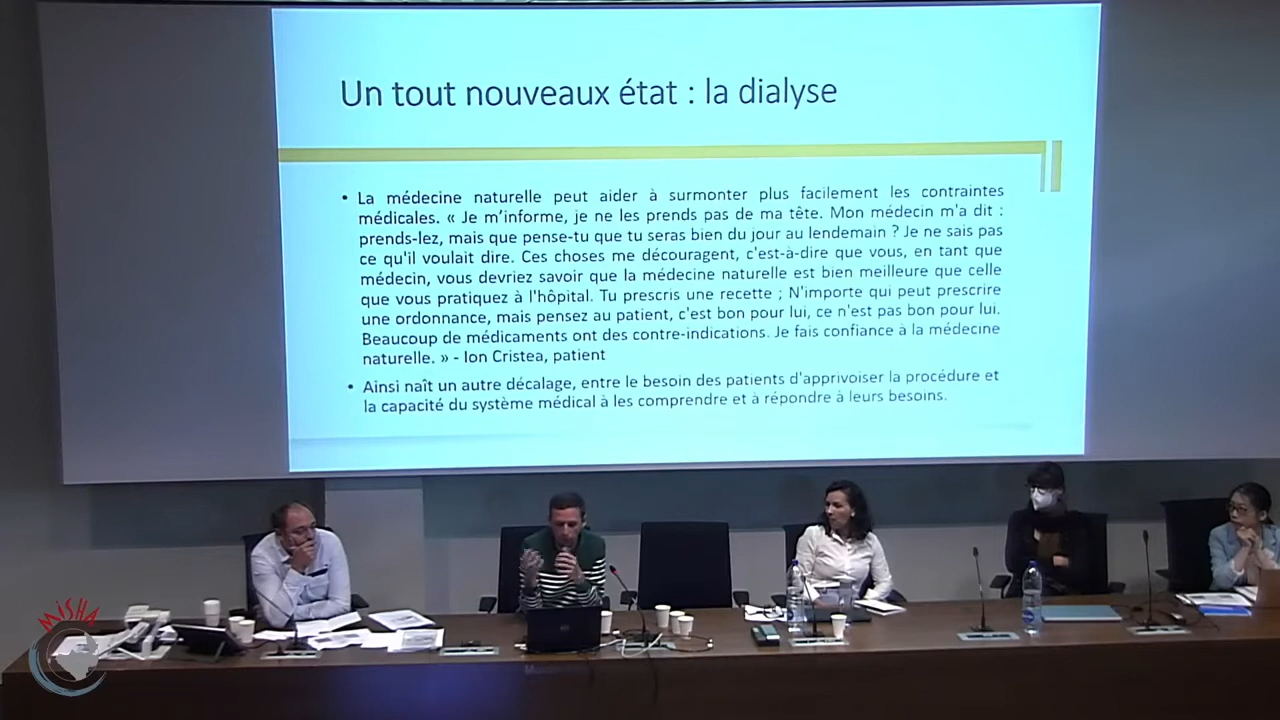 Un tout nouveaux état : la dialyse
• La médecine naturelle peut aider à surmonter plus facilement les contraintes
médicales. « Je m'informe, je ne les prends pas de ma tête. Mon médecin m'a dit :
prends-lez, mais que pense-tu que tu seras bien du jour au lendemain ? Je ne sais pas
ce qu'il voulait dire. Ces choses me découragent, c'est-à-dire que vous, en tant que
médecin, vous devriez savoir que la médecine naturelle est bien meilleure que celle
que vous pratiquez à l'hôpital. Tu prescris une recette ; N'importe qui peut prescrire
une ordonnance, mais pensez au patient, c'est bon pour lui, ce n'est pas bon pour lui.
Beaucoup de médicaments ont des contre-indications. Je fais confiance à la médecine
naturelle. » - Ion Cristea, patient
• Ainsi naît un autre décalage, entre le besoin des patients d'apprivoiser la procédure et
la capacité du système médical à les comprendre et à répondre à leurs besoins.
MISHA